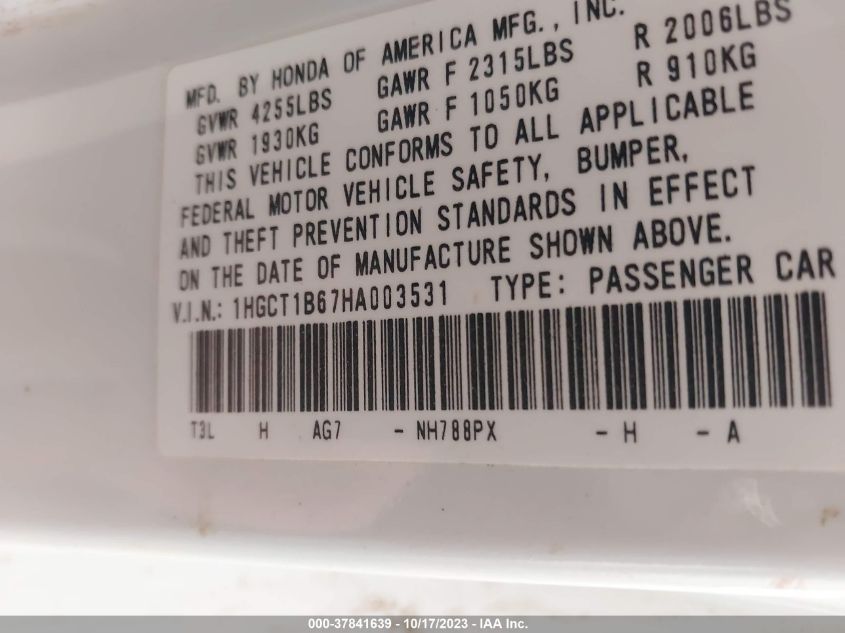 MFD. BY HONDA OF AMERICA MFG., INC.
GVWR 4255LBS GAWR F 2315LBS R 2006LBS
GVWR 1930KG GAWR F 1050KG R 910KG
THIS VEHICLE CONFORMS TO ALL APPLICABLE
FEDERAL MOTOR VEHICLE SAFETY, BUMPER,
AND THEFT PREVENTION STANDARDS IN EFFECT
ON THE DATE OF MANUFACTURE SHOWN ABOVE.
V.I.N.: 1HGCT1B67HA003531 TYPE: PASSENGER CAR
T3L H AG7 - NH788PX - H - A
000-37841639 - 10/17/2023 - IAA Inc.